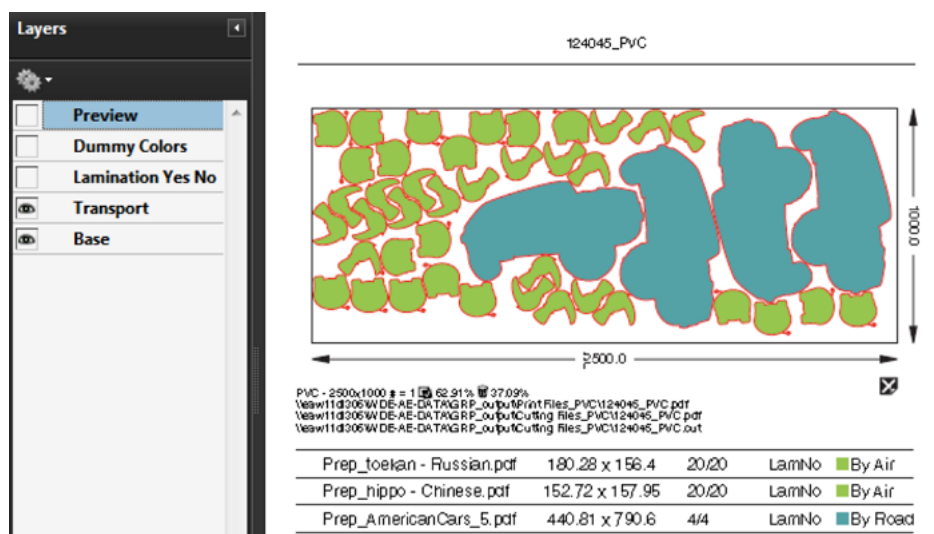 Layers
Preview
Dummy Colors
Lamination Yes No
Transport
Base
124045_PVC
1000.0
2500.0
PVC - 2500x1000 # = 1 62.91% 37.09%
\\eaw11dl306\WDE-AE-DATA\GRP_output\Print Files_PVC\124045_PVC.pdf
\\eaw11dl306\WDE-AE-DATA\GRP_output\Cutting Files_PVC\124045_PVC.pdf
\\eaw11dl306\WDE-AE-DATA\GRP_output\Cutting Files_PVC\124045_PVC.cut
Prep_toekan - Russian.pdf 180.28 x 156.4 20/20 LamNo By Air
Prep_hippo - Chinese.pdf 152.72 x 157.95 20/20 LamNo By Air
Prep_AmericanCars_5.pdf 440.81 x 790.6 4/4 LamNo By Road